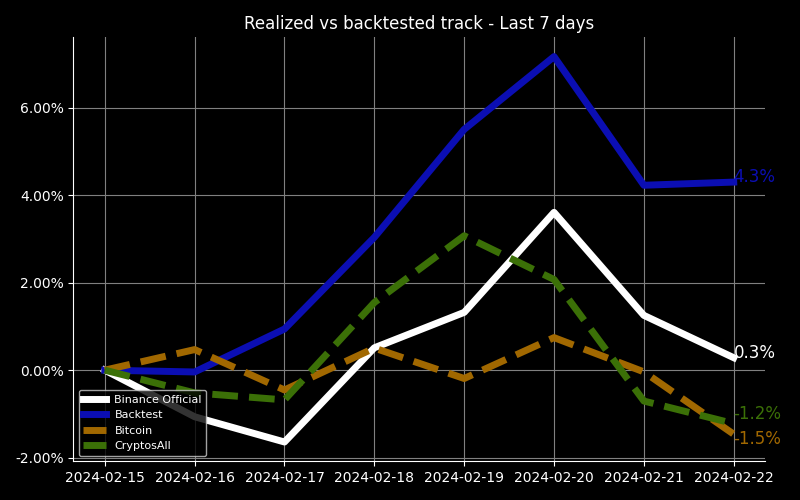 Realized vs backtested track - Last 7 days
6.00%
4.00%
2.00%
0.00%
-2.00%
4.3%
0.3%
-1.2%
-1.5%
Binance Official
Backtest
Bitcoin
CryptosAll
2024-02-15 2024-02-16 2024-02-17 2024-02-18 2024-02-19 2024-02-20 2024-02-21 2024-02-22